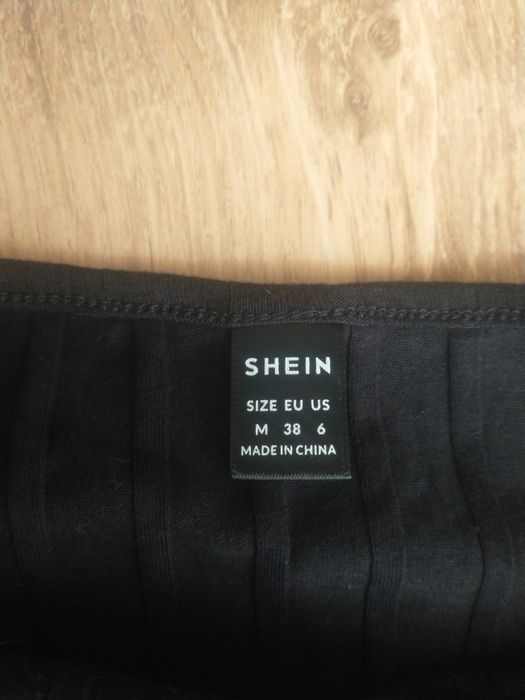 SHEIN
SIZE EU US
M 38 6
MADE IN CHINA